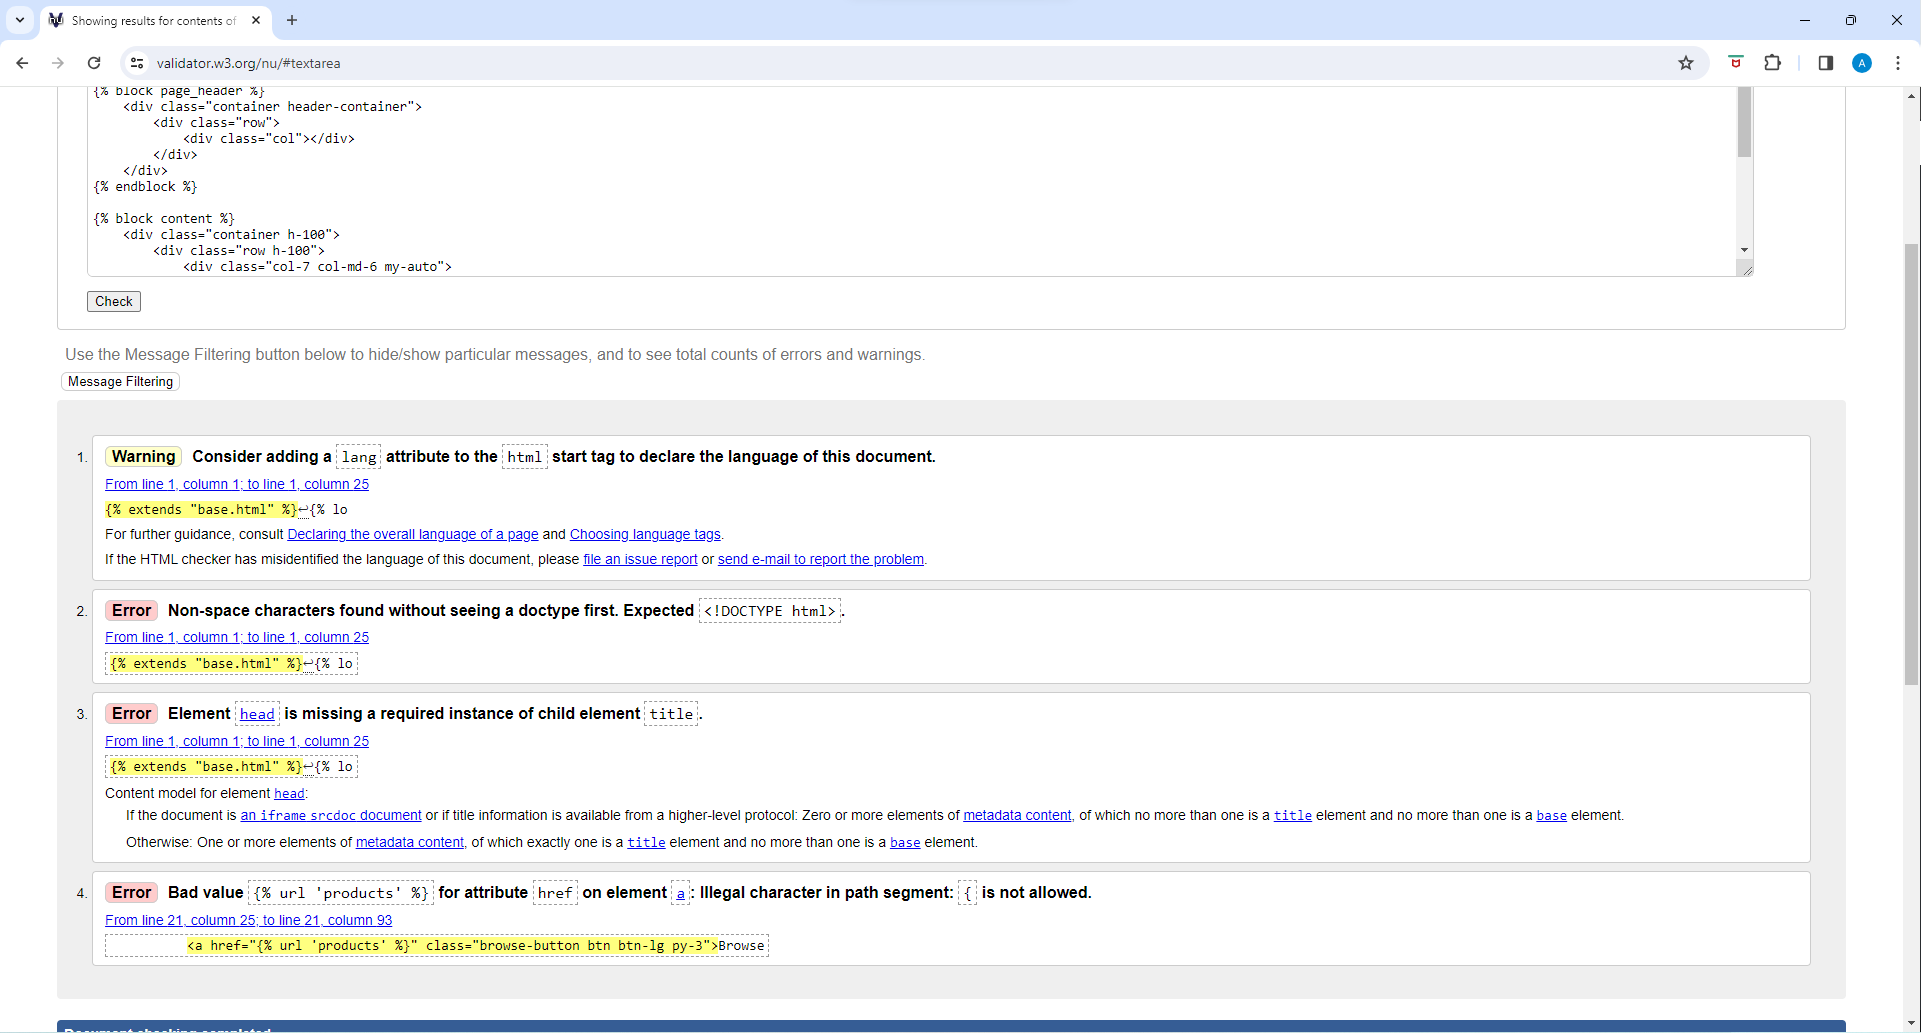 Showing results for contents of
validator.w3.org/nu/#textarea
A
{% block page_header %}
<div class="container header-container">
<div class="row">
<div class="col"></div>
</div>
</div>
{% endblock %}
{% block content %}
<div class="container h-100">
<div class="row h-100">
<div class="col-7 col-md-6 my-auto">
Check
Use the Message Filtering button below to hide/show particular messages, and to see total counts of errors and warnings.
Message Filtering
1. Warning Consider adding a lang attribute to the html start tag to declare the language of this document.
From line 1, column 1; to line 1, column 25
{% extends "base.html" %}↩{% lo
For further guidance, consult Declaring the overall language of a page and Choosing language tags.
If the HTML checker has misidentified the language of this document, please file an issue report or send e-mail to report the problem.
2. Error Non-space characters found without seeing a doctype first. Expected <!DOCTYPE html>.
From line 1, column 1; to line 1, column 25
{% extends "base.html" %}↩{% lo
3. Error Element head is missing a required instance of child element title.
From line 1, column 1; to line 1, column 25
{% extends "base.html" %}↩{% lo
Content model for element head:
If the document is an iframe srcdoc document or if title information is available from a higher-level protocol: Zero or more elements of metadata content, of which no more than one is a title element and no more than one is a base element.
Otherwise: One or more elements of metadata content, of which exactly one is a title element and no more than one is a base element.
4. Error Bad value {% url 'products' %} for attribute href on element a: Illegal character in path segment: { is not allowed.
From line 21, column 25; to line 21, column 93
<a href="{% url 'products' %}" class="browse-button btn btn-lg py-3">Browse
Document checking completed.